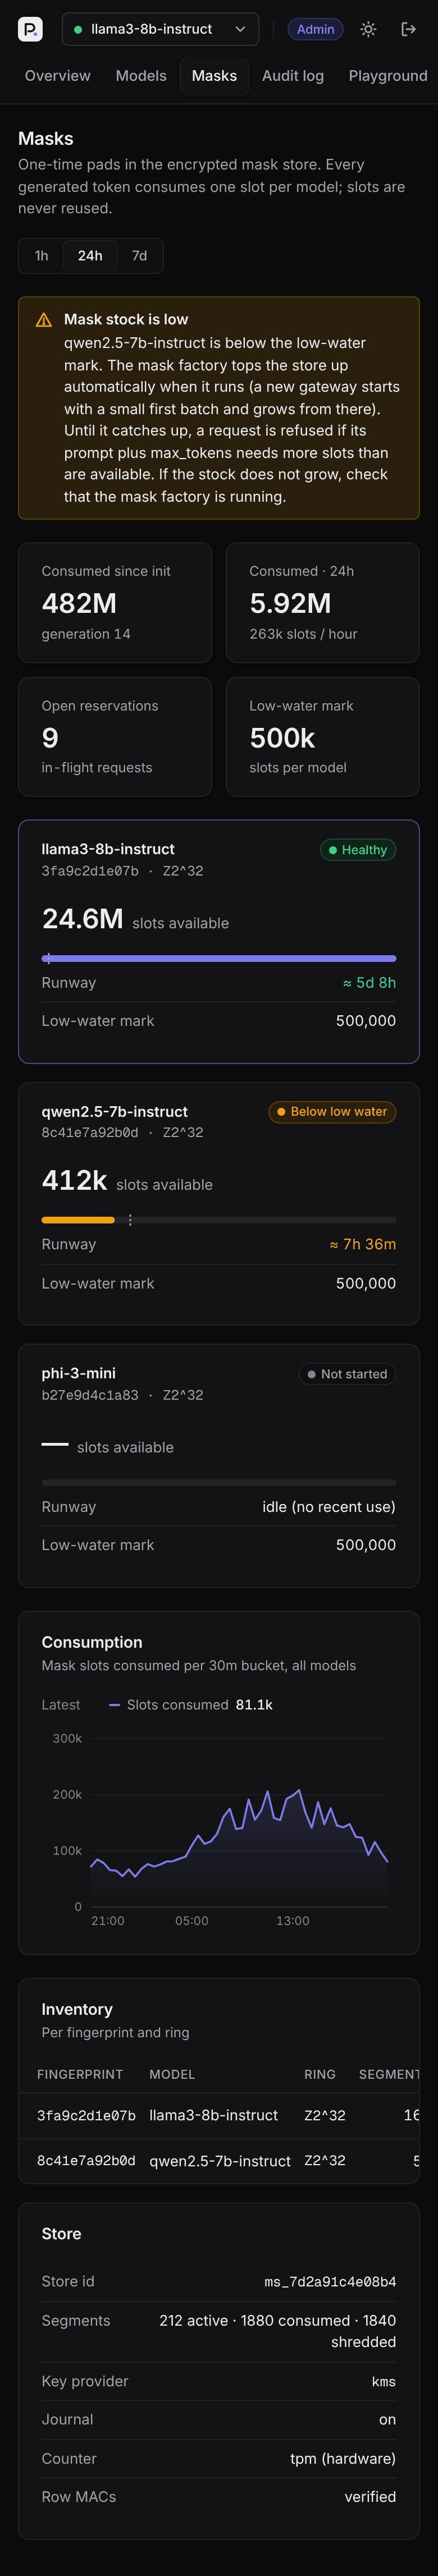 P.
llama3-8b-instruct
Admin
Overview Models Masks Audit log Playground
Masks
One-time pads in the encrypted mask store. Every
generated token consumes one slot per model; slots are
never reused.
1h 24h 7d
Mask stock is low
qwen2.5-7b-instruct is below the low-water
mark. The mask factory tops the store up
automatically when it runs (a new gateway starts
with a small first batch and grows from there).
Until it catches up, a request is refused if its
prompt plus max_tokens needs more slots than
are available. If the stock does not grow, check
that the mask factory is running.
Consumed since init
482M
generation 14
Consumed · 24h
5.92M
263k slots / hour
Open reservations
9
in-flight requests
Low-water mark
500k
slots per model
llama3-8b-instruct Healthy
3fa9c2d1e07b · Z2^32
24.6M slots available
Runway ≈ 5d 8h
Low-water mark 500,000
qwen2.5-7b-instruct Below low water
8c41e7a92b0d · Z2^32
412k slots available
Runway ≈ 7h 36m
Low-water mark 500,000
phi-3-mini Not started
b27e9d4c1a83 · Z2^32
— slots available
Runway idle (no recent use)
Low-water mark 500,000
Consumption
Mask slots consumed per 30m bucket, all models
Latest Slots consumed 81.1k
300k
200k
100k
0
21:00 05:00 13:00
Inventory
Per fingerprint and ring
FINGERPRINT MODEL RING SEGMENT
3fa9c2d1e07b llama3-8b-instruct Z2^32 16
8c41e7a92b0d qwen2.5-7b-instruct Z2^32 5
Store
Store id ms_7d2a91c4e08b4
Segments 212 active · 1880 consumed · 1840
shredded
Key provider kms
Journal on
Counter tpm (hardware)
Row MACs verified